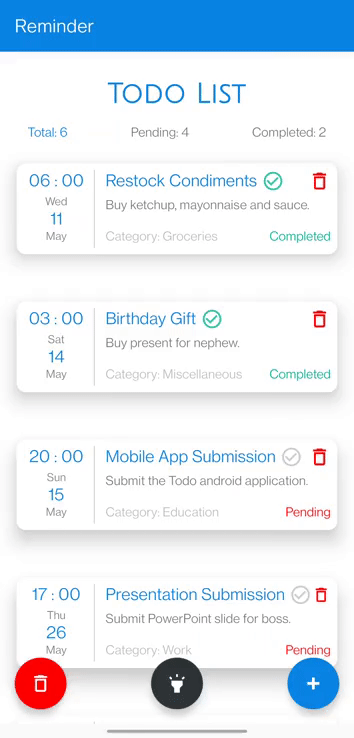 Reminder
Todo List
Total: 6 Pending: 4 Completed: 2
06 : 00
Wed
11
May
Restock Condiments
Buy ketchup, mayonnaise and sauce.
Category: Groceries Completed
03 : 00
Sat
14
May
Birthday Gift
Buy present for nephew.
Category: Miscellaneous Completed
20 : 00
Sun
15
May
Mobile App Submission
Submit the Todo android application.
Category: Education Pending
17 : 00
Thu
26
May
Presentation Submission
Submit PowerPoint slide for boss.
Category: Work Pending